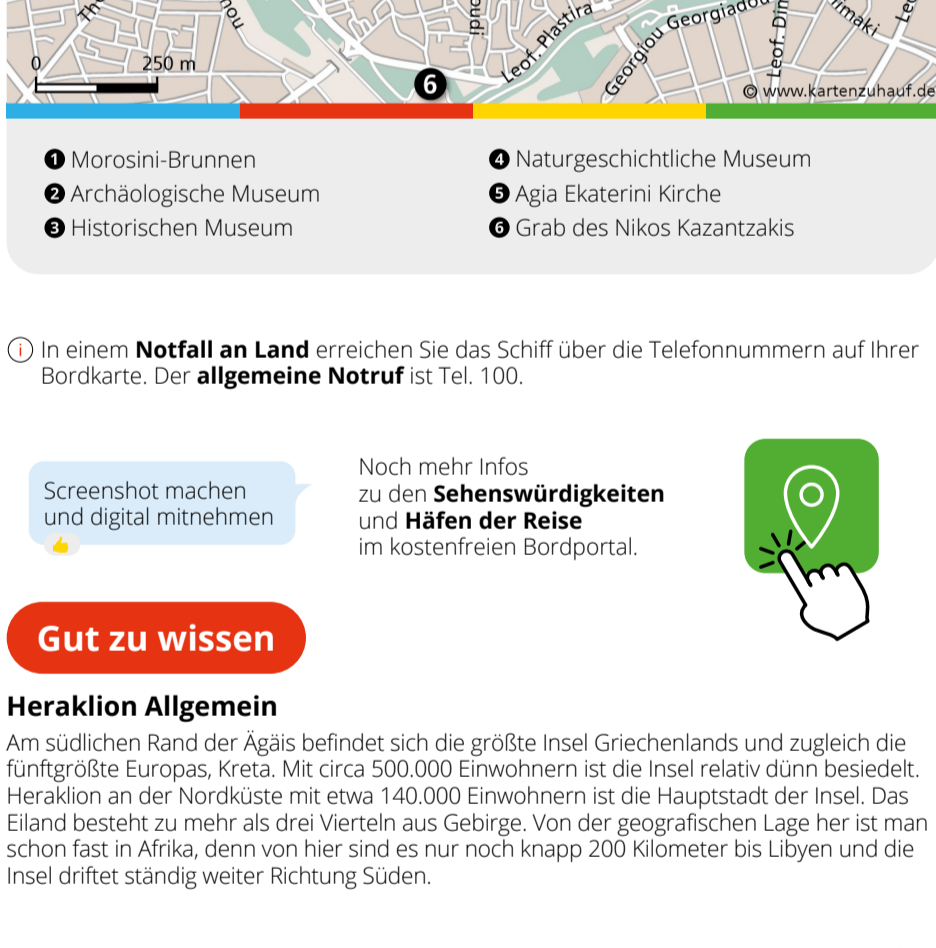 0 250 m
Leof. Plastira
Georgiou Georgiadou
6
© www.kartenzuhauf.de
1 Morosini-Brunnen
2 Archäologische Museum
3 Historischen Museum
4 Naturgeschichtliche Museum
5 Agia Ekaterini Kirche
6 Grab des Nikos Kazantzakis
i In einem Notfall an Land erreichen Sie das Schiff über die Telefonnummern auf Ihrer
Bordkarte. Der allgemeine Notruf ist Tel. 100.
Screenshot machen
und digital mitnehmen
Noch mehr Infos
zu den Sehenswürdigkeiten
und Häfen der Reise
im kostenfreien Bordportal.
Gut zu wissen
Heraklion Allgemein
Am südlichen Rand der Ägäis befindet sich die größte Insel Griechenlands und zugleich die
fünftgrößte Europas, Kreta. Mit circa 500.000 Einwohnern ist die Insel relativ dünn besiedelt.
Heraklion an der Nordküste mit etwa 140.000 Einwohnern ist die Hauptstadt der Insel. Das
Eiland besteht zu mehr als drei Vierteln aus Gebirge. Von der geografischen Lage her ist man
schon fast in Afrika, denn von hier sind es nur noch knapp 200 Kilometer bis Libyen und die
Insel driftet ständig weiter Richtung Süden.